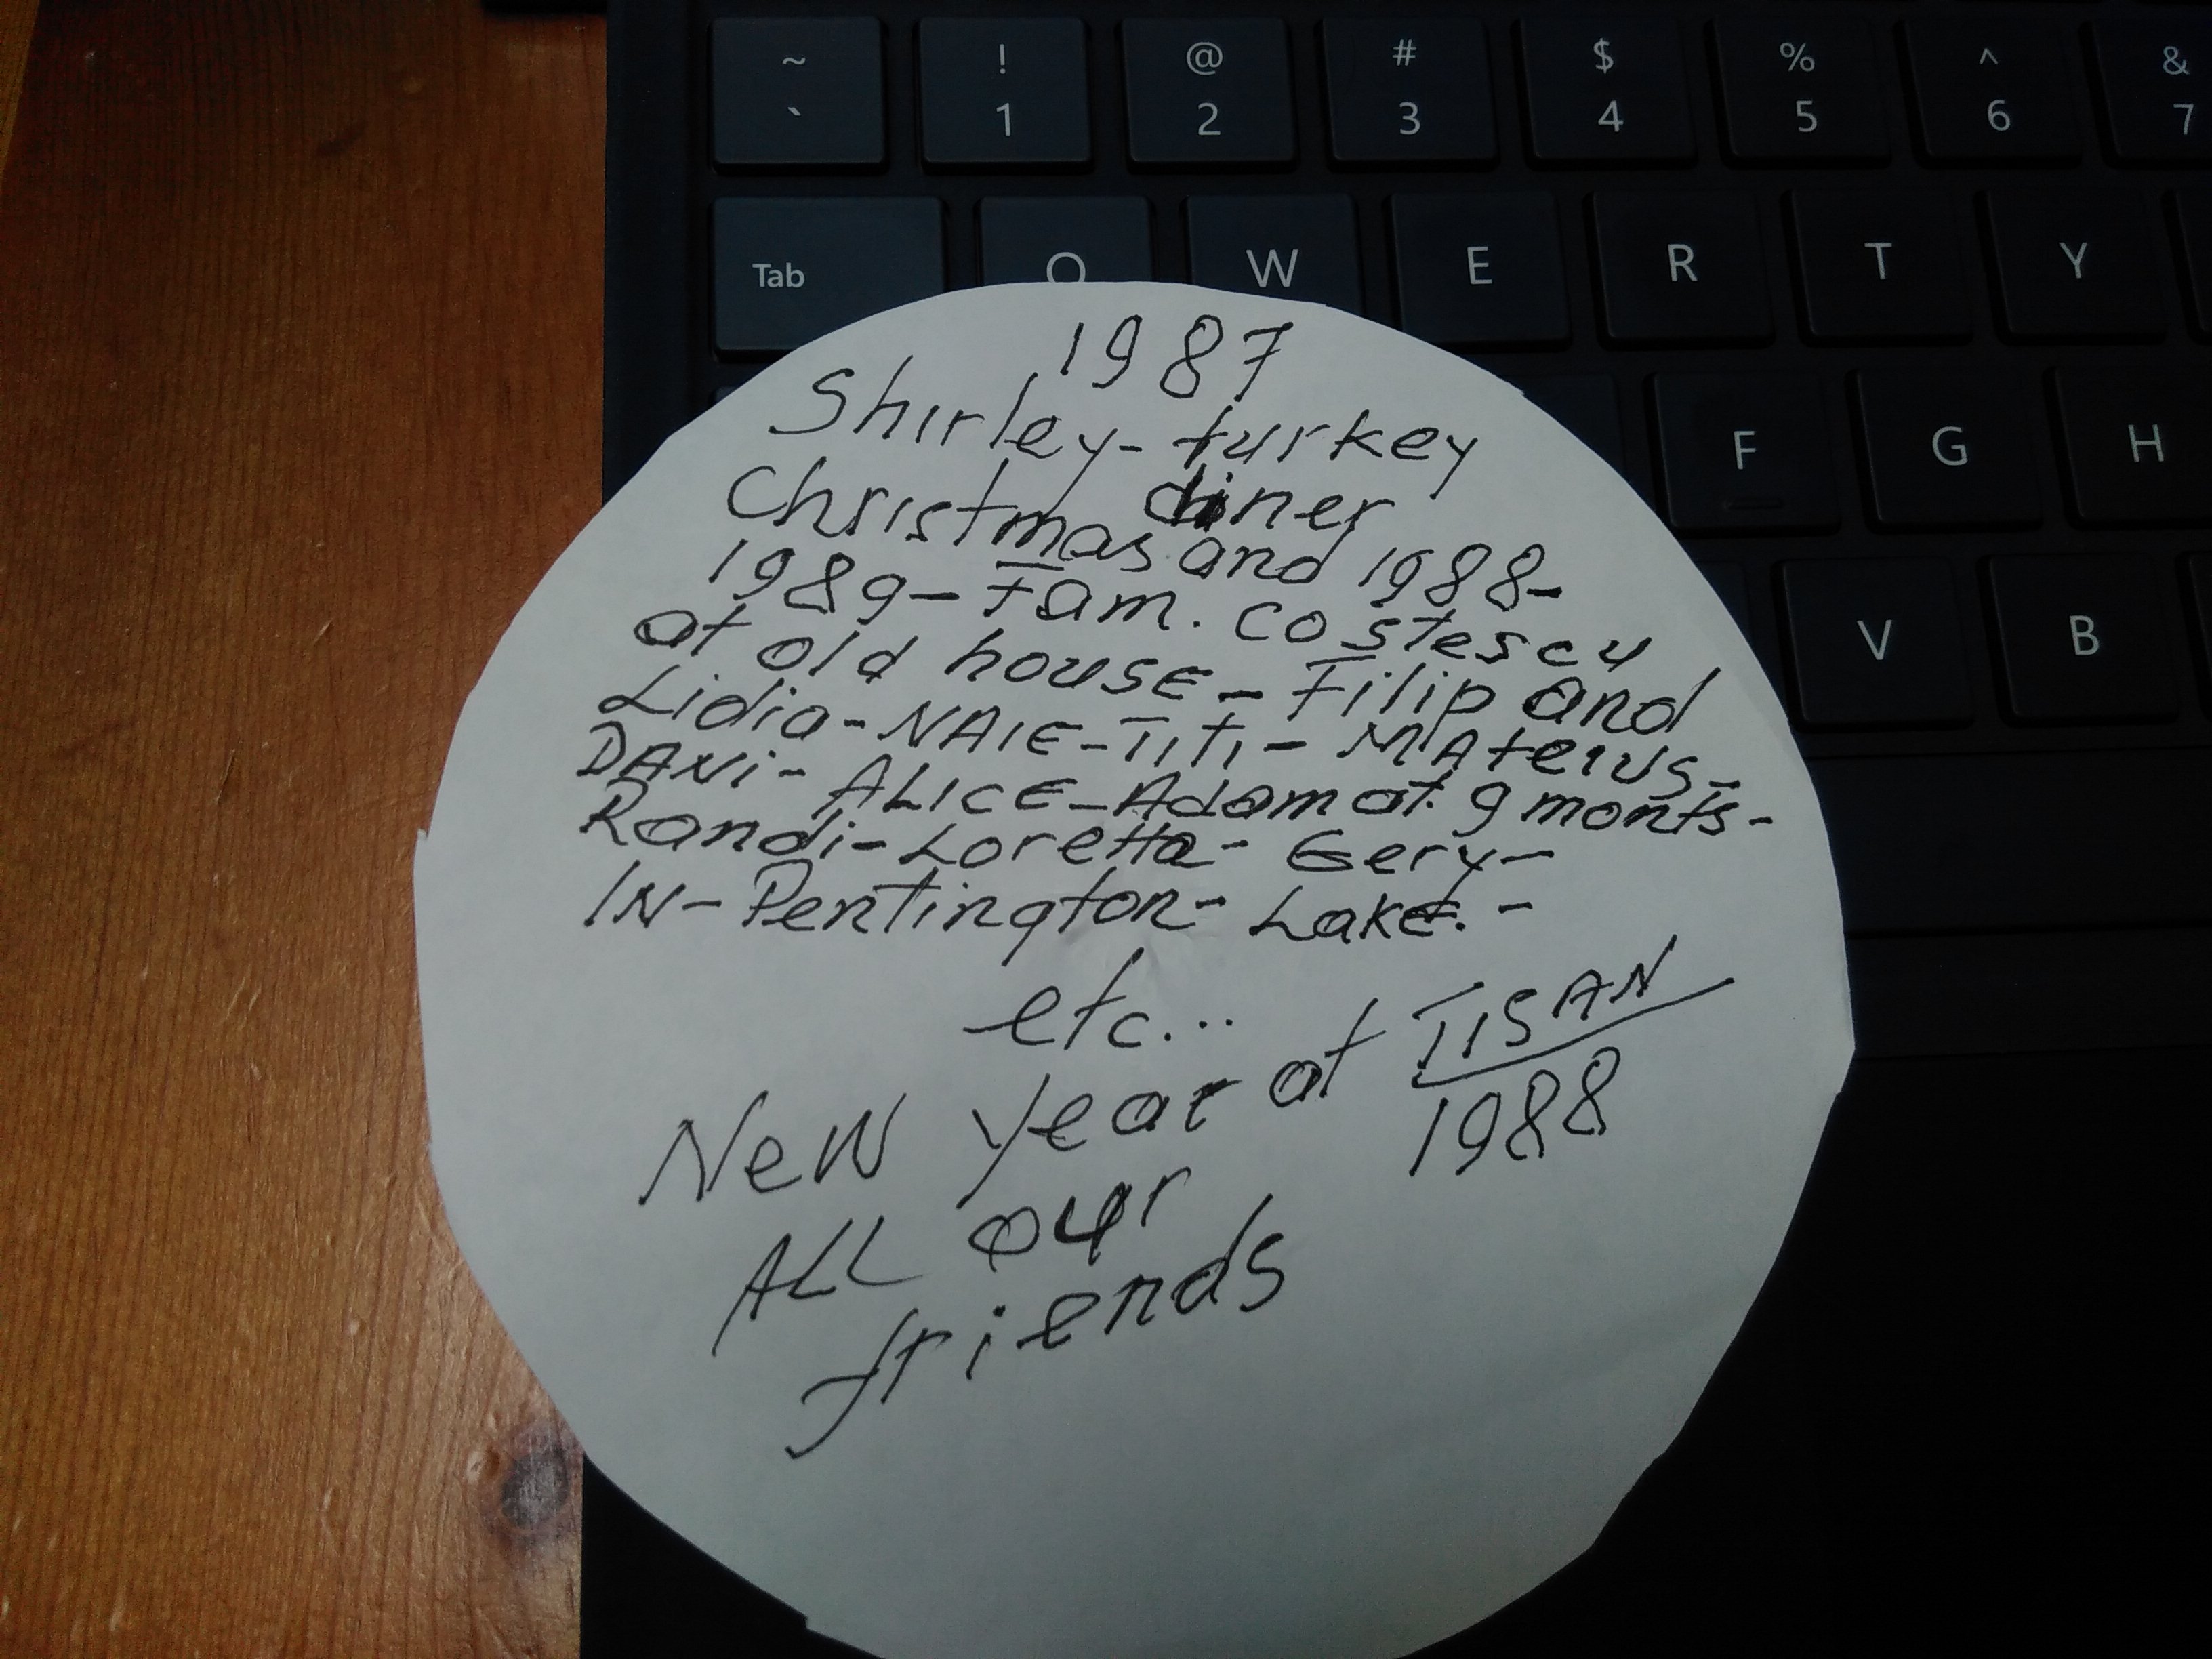 ~ ! @ # $ % ^ &
` 1 2 3 4 5 6 7
Tab Q W E R T Y
F G H
V B
1987
Shirley - turkey
diner
Christmas and 1988-
1989 - Fam. Costescu
at old house - Filip and
Lidia - NAIE - Titi - MAteius -
DANi - ALICE - Adam at 9 monts -
Randi - Loretta - Gery -
IN - Pentington - Lake. -
etc...
New year at TISAN
1988
ALL our
friends